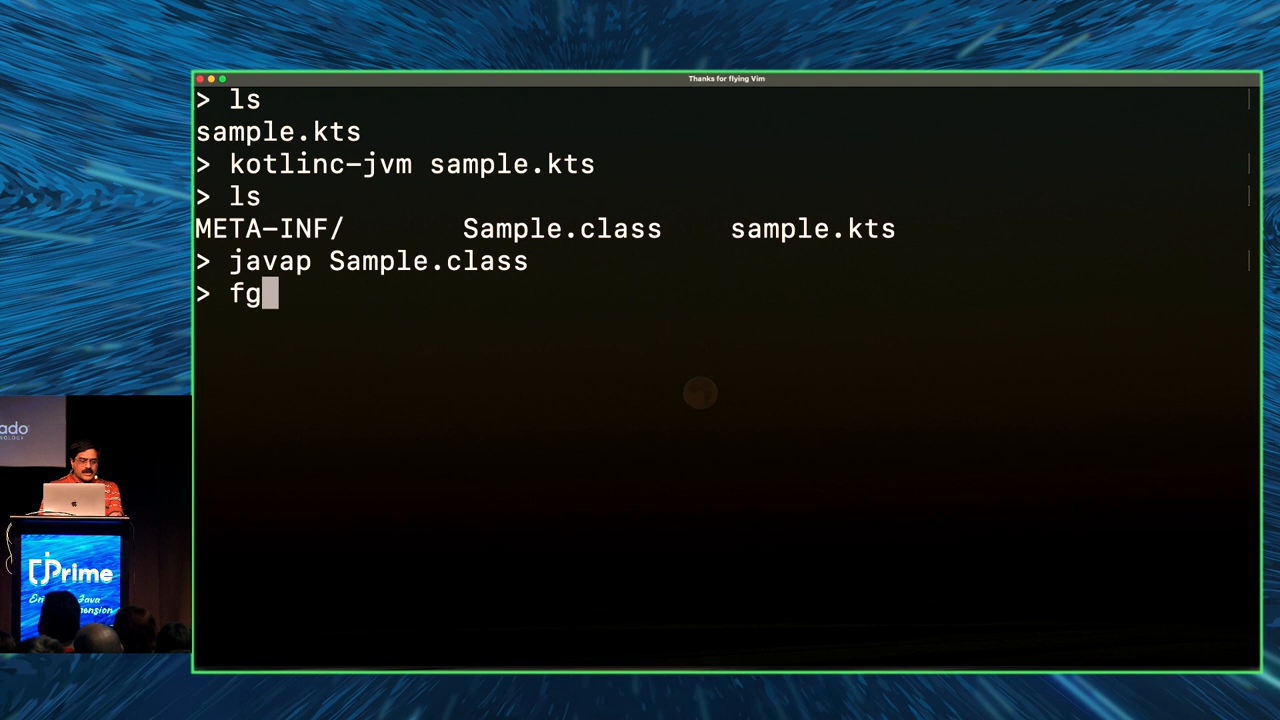 Thanks for flying Vim
> ls
sample.kts
> kotlinc-jvm sample.kts
> ls
META-INF/ Sample.class sample.kts
> javap Sample.class
> fg
ado
JPrime